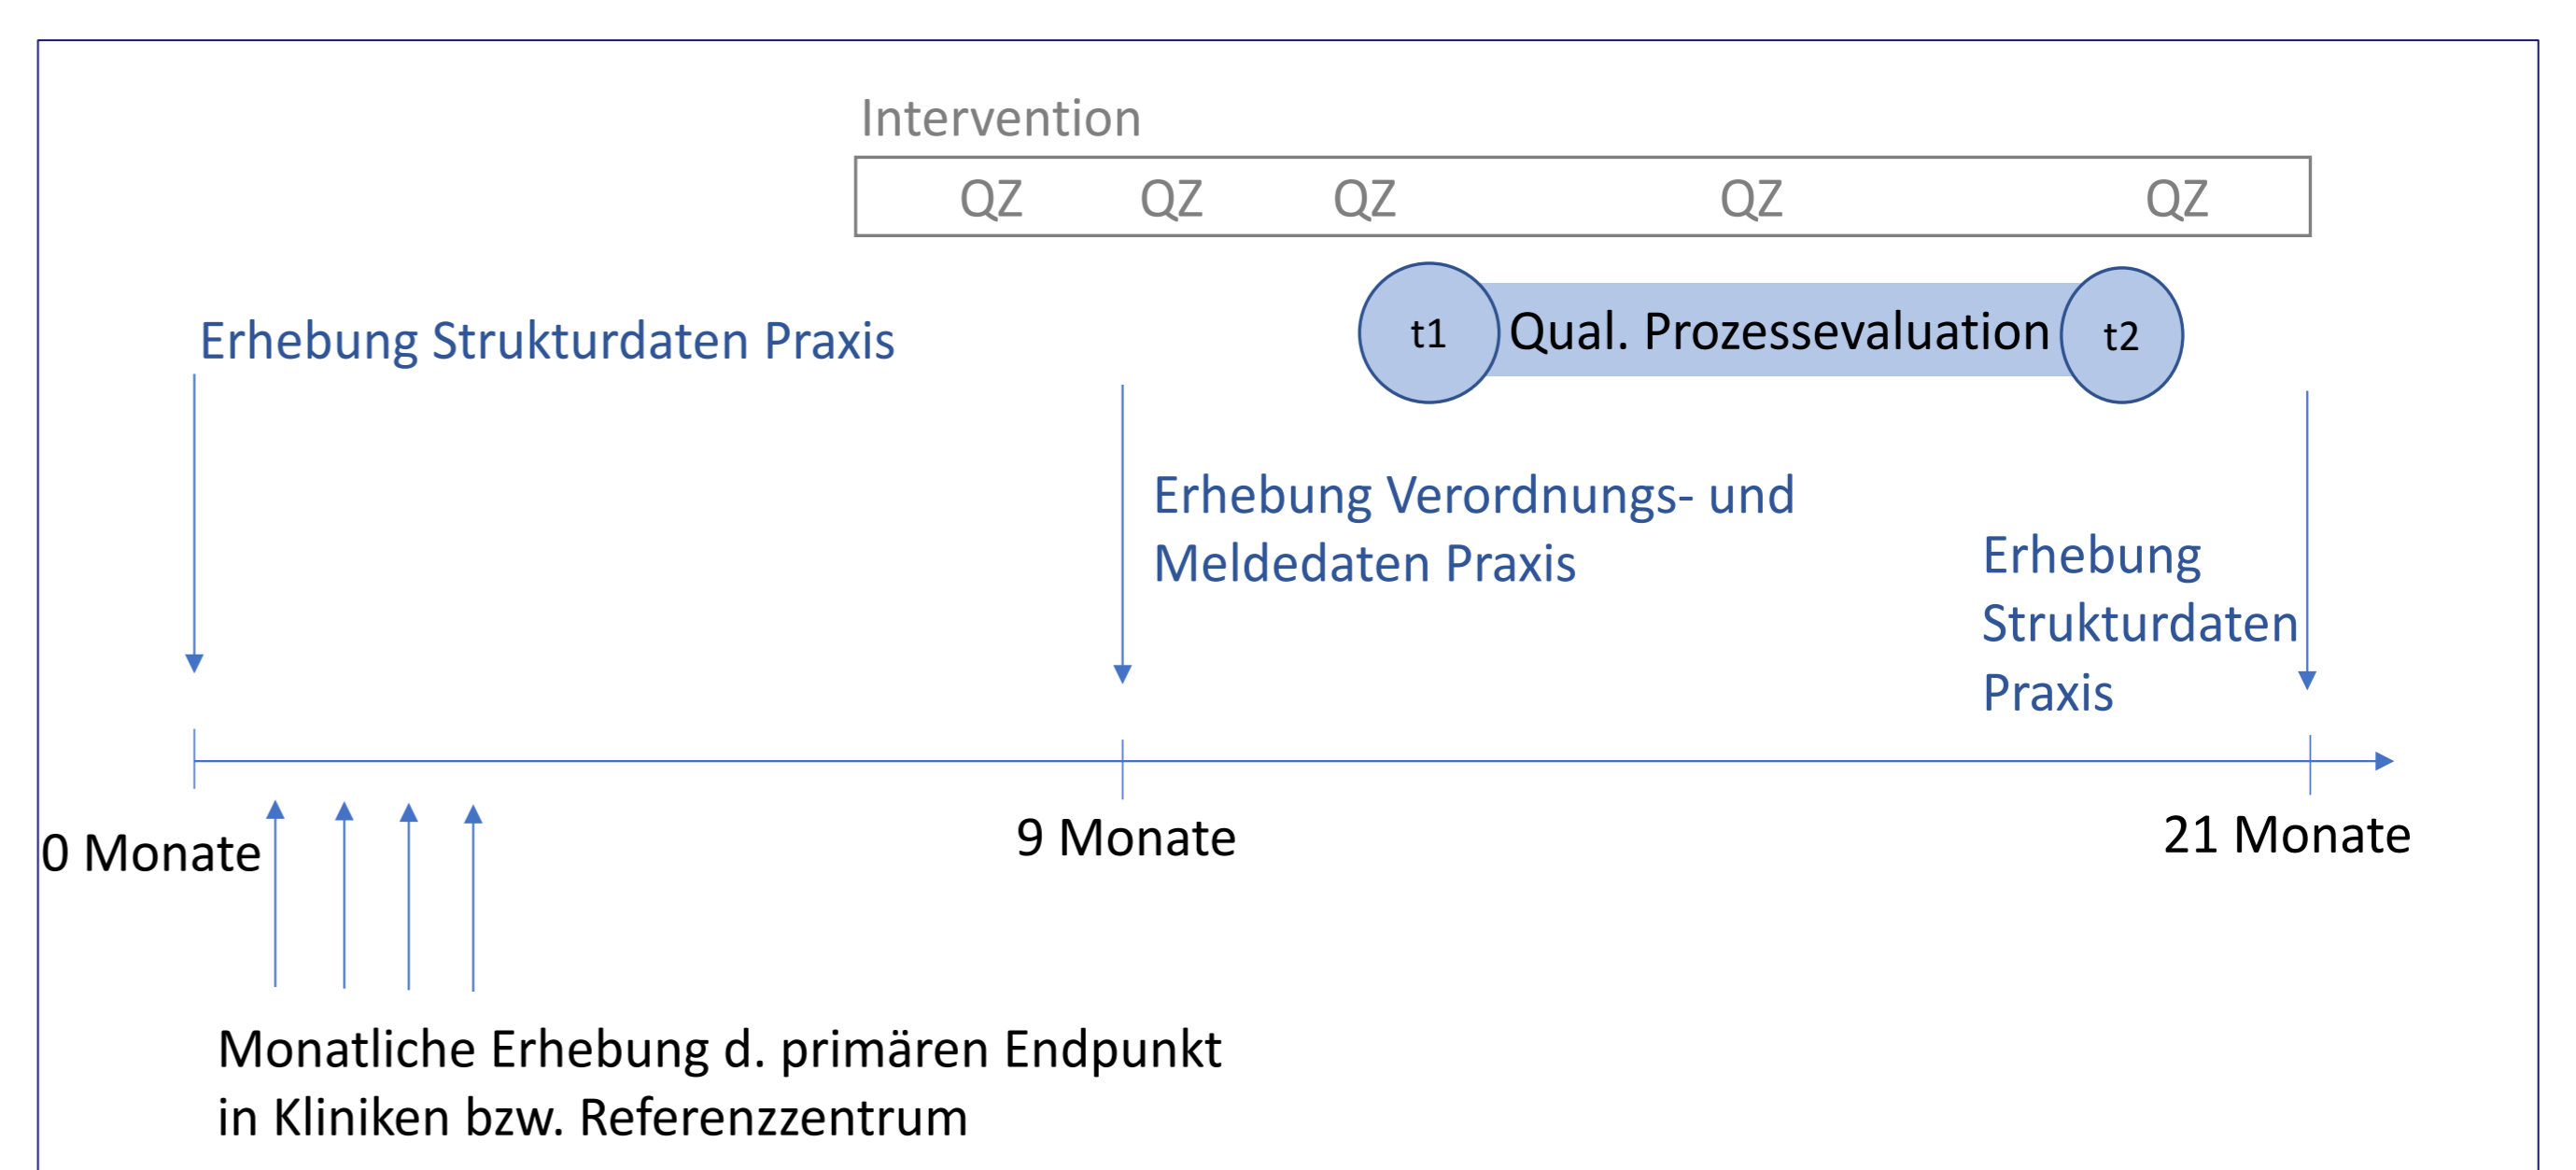 Intervention
QZ QZ QZ QZ QZ
Erhebung Strukturdaten Praxis
t1 Qual. Prozessevaluation t2
Erhebung Verordnungs- und
Meldedaten Praxis
Erhebung
Strukturdaten
Praxis
0 Monate
9 Monate
21 Monate
Monatliche Erhebung d. primären Endpunkt
in Kliniken bzw. Referenzzentrum